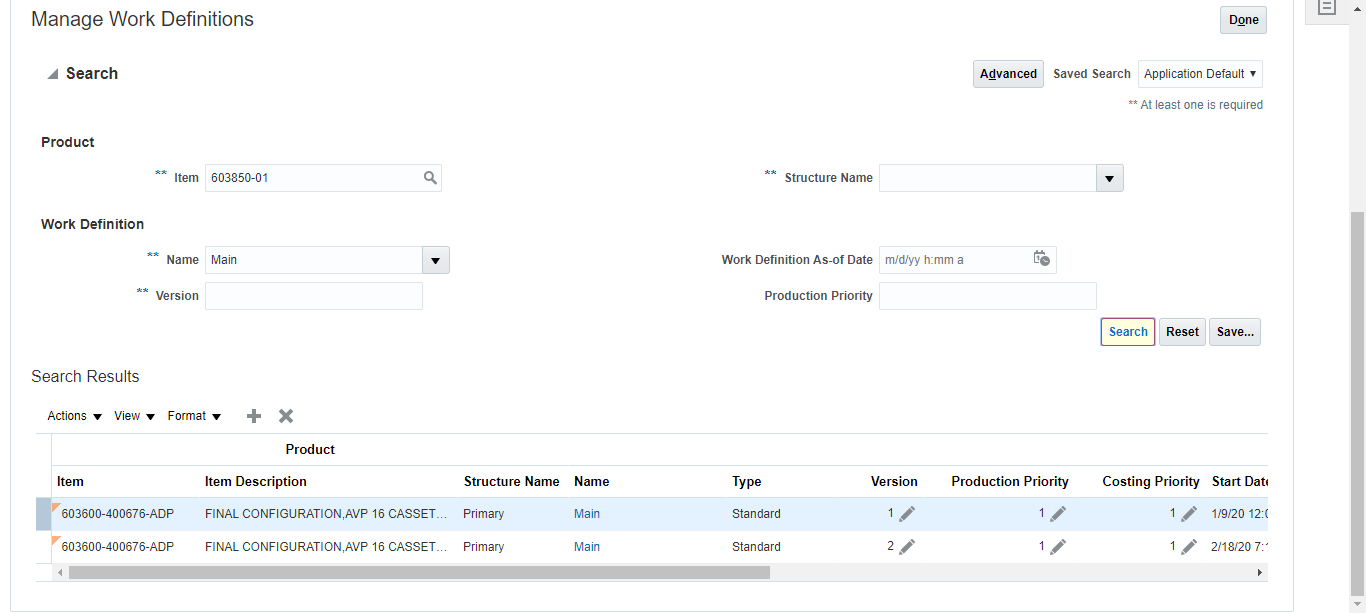 Manage Work Definitions
Done
Search
Advanced Saved Search Application Default
** At least one is required
Product
** Item 603850-01
** Structure Name
Work Definition
** Name Main
Work Definition As-of Date m/d/yy h:mm a
** Version
Production Priority
Search Reset Save...
Search Results
Actions View Format
Product
Item Item Description Structure Name Name Type Version Production Priority Costing Priority Start Date
603600-400676-ADP FINAL CONFIGURATION,AVP 16 CASSET... Primary Main Standard 1 1 1 1/9/20 12:0
603600-400676-ADP FINAL CONFIGURATION,AVP 16 CASSET... Primary Main Standard 2 1 1 2/18/20 7:1